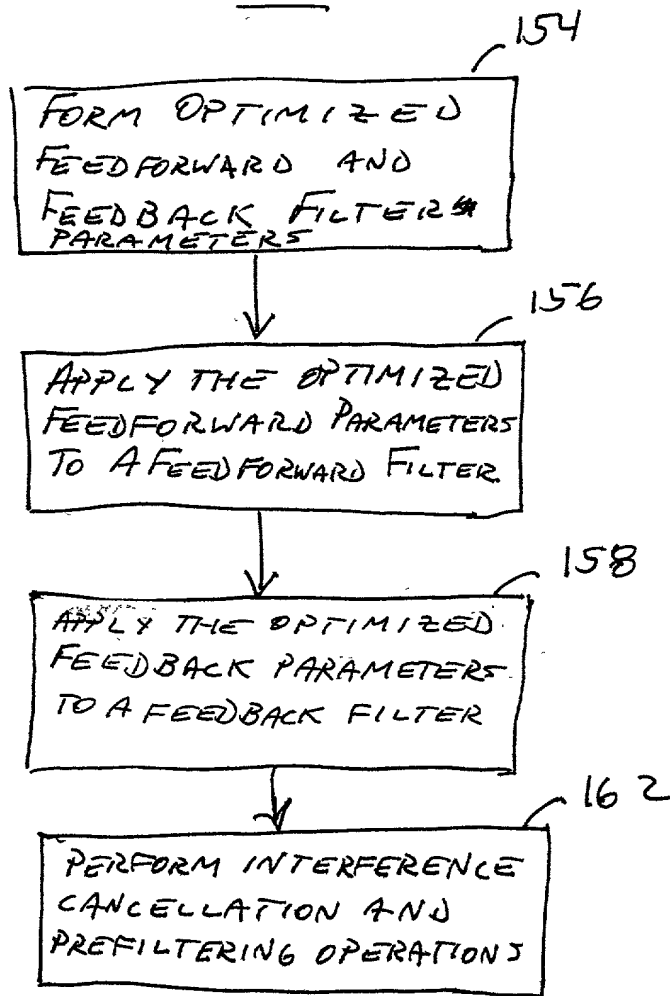 154
FORM OPTIMIZED
FEEDFORWARD AND
FEEDBACK FILTER
PARAMETERS
156
APPLY THE OPTIMIZED
FEEDFORWARD PARAMETERS
TO A FEEDFORWARD FILTER.
158
APPLY THE OPTIMIZED
FEEDBACK PARAMETERS
TO A FEEDBACK FILTER
162
PERFORM INTERFERENCE
CANCELLATION AND
PREFILTERING OPERATIONS